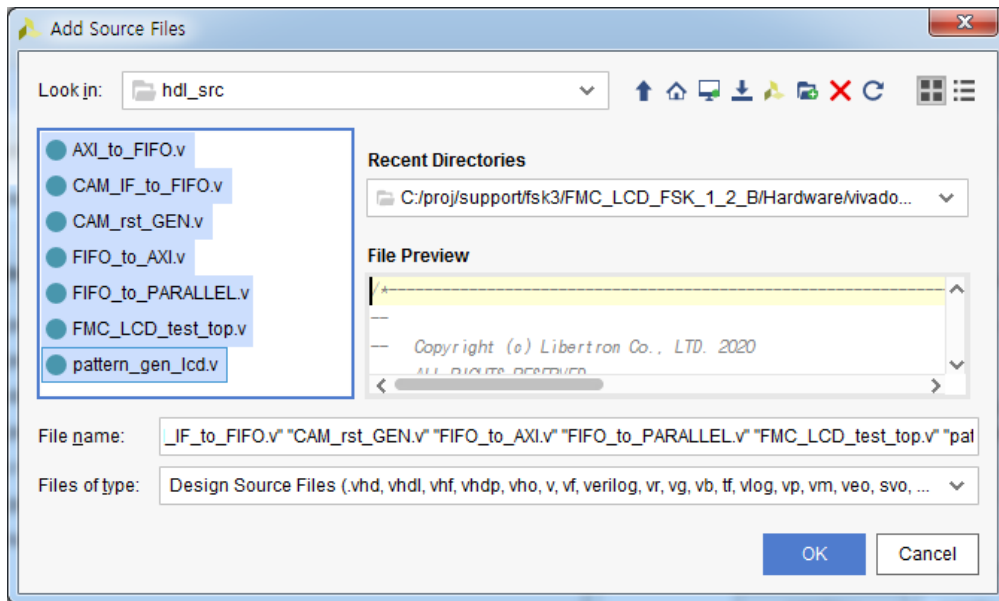 Add Source Files
Look in: hdl_src
AXI_to_FIFO.v
CAM_IF_to_FIFO.v
CAM_rst_GEN.v
FIFO_to_AXI.v
FIFO_to_PARALLEL.v
FMC_LCD_test_top.v
pattern_gen_lcd.v
Recent Directories
C:/proj/support/fsk3/FMC_LCD_FSK_1_2_B/Hardware/vivado...
File Preview
/*--------------------------------------------------------------
--
-- Copyright (c) Libertron Co., LTD. 2020
ALL RIGHTS RESERVED
File name: _IF_to_FIFO.v" "CAM_rst_GEN.v" "FIFO_to_AXI.v" "FIFO_to_PARALLEL.v" "FMC_LCD_test_top.v" "pat
Files of type: Design Source Files (.vhd, vhdl, vhf, vhdp, vho, v, vf, verilog, vr, vg, vb, tf, vlog, vp, vm, veo, svo, ...
OK Cancel